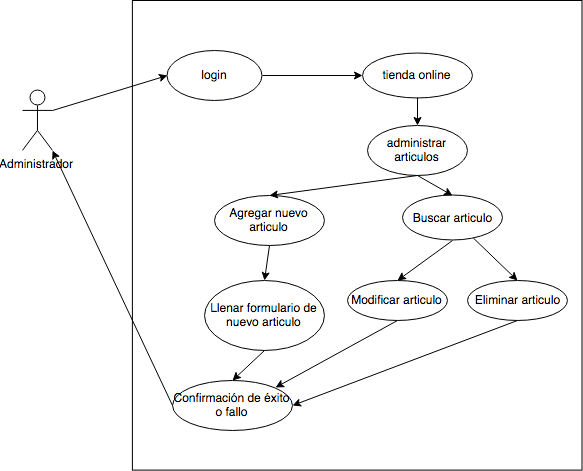 login
tienda online
Administrador
administrar
articulos
Agregar nuevo
articulo
Buscar articulo
Llenar formulario de
nuevo articulo
Modificar articulo
Eliminar articulo
Confirmación de éxito
o fallo